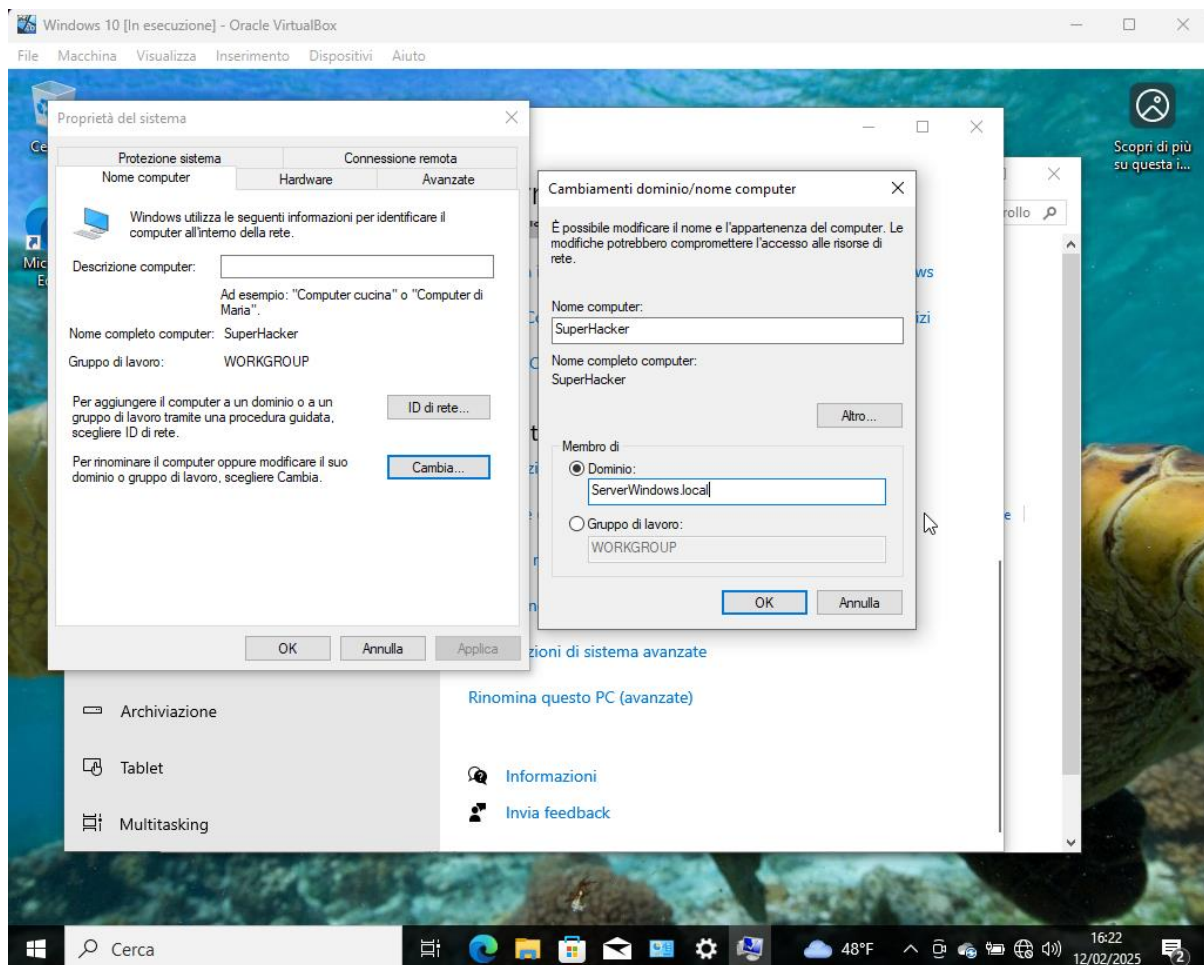 Windows 10 [In esecuzione] - Oracle VirtualBox
File Macchina Visualizza Inserimento Dispositivi Aiuto
Proprietà del sistema
Protezione sistema Connessione remota
Nome computer Hardware Avanzate
Windows utilizza le seguenti informazioni per identificare il
computer all'interno della rete.
Descrizione computer:
Ad esempio: "Computer cucina" o "Computer di
Maria".
Nome completo computer: SuperHacker
Gruppo di lavoro: WORKGROUP
Per aggiungere il computer a un dominio o a un
gruppo di lavoro tramite una procedura guidata,
scegliere ID di rete.
ID di rete...
Per rinominare il computer oppure modificare il suo
dominio o gruppo di lavoro, scegliere Cambia.
Cambia...
OK Annulla Applica
Cambiamenti dominio/nome computer
È possibile modificare il nome e l'appartenenza del computer. Le
modifiche potrebbero compromettere l'accesso alle risorse di
rete.
Nome computer:
SuperHacker
Nome completo computer:
SuperHacker
Altro...
Membro di
Dominio:
ServerWindows.local
Gruppo di lavoro:
WORKGROUP
OK Annulla
Scopri di più
su questa i...
di sistema avanzate
Rinomina questo PC (avanzate)
Archiviazione
Tablet
Multitasking
Informazioni
Invia feedback
Cerca
48°F
16:22
12/02/2025
2